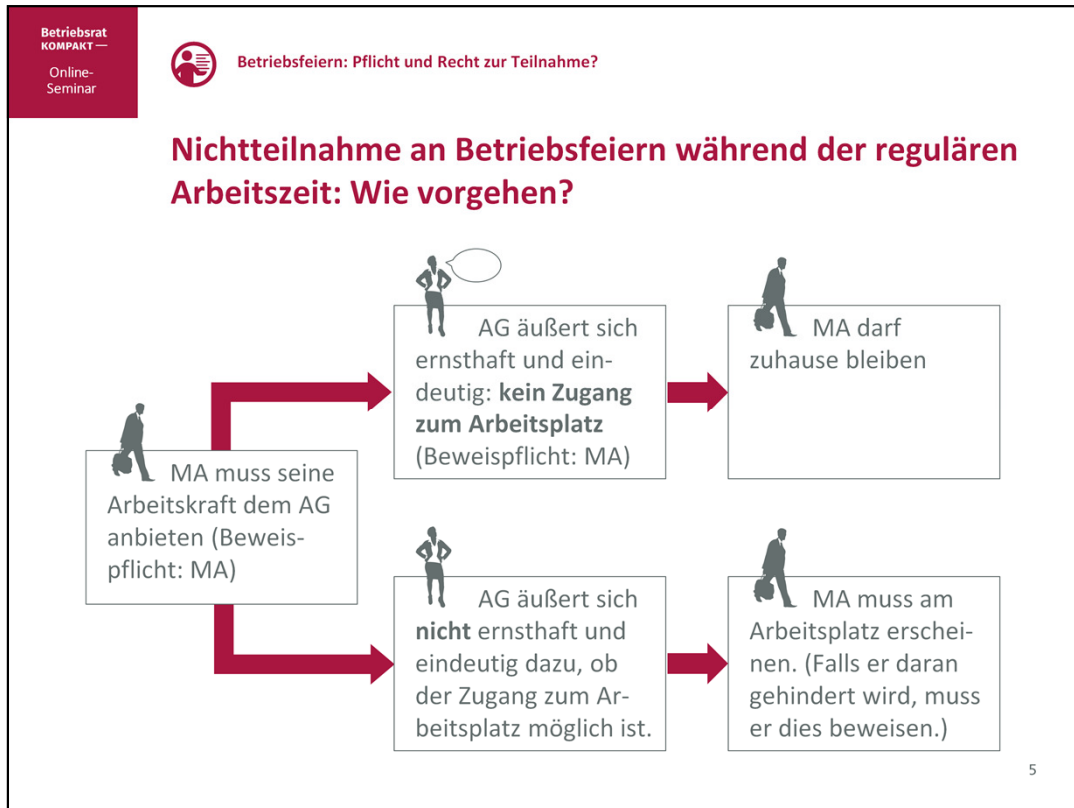 Betriebsrat
KOMPAKT —
Online-
Seminar
Betriebsfeiern: Pflicht und Recht zur Teilnahme?
Nichtteilnahme an Betriebsfeiern während der regulären
Arbeitszeit: Wie vorgehen?
MA muss seine
Arbeitskraft dem AG
anbieten (Beweis-
pflicht: MA)
AG äußert sich
ernsthaft und ein-
deutig: kein Zugang
zum Arbeitsplatz
(Beweispflicht: MA)
MA darf
zuhause bleiben
AG äußert sich
nicht ernsthaft und
eindeutig dazu, ob
der Zugang zum Ar-
beitsplatz möglich ist.
MA muss am
Arbeitsplatz erschei-
nen. (Falls er daran
gehindert wird, muss
er dies beweisen.)
5